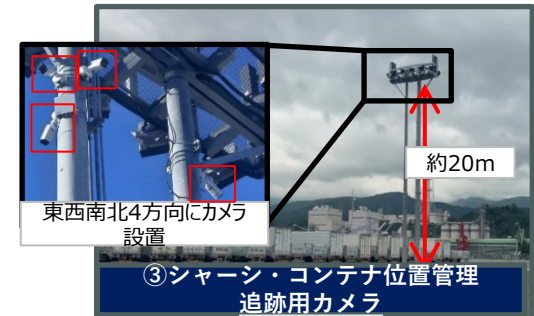 約20m
東西南北4方向にカメラ
設置
③シャーシ・コンテナ位置管理
追跡用カメラ